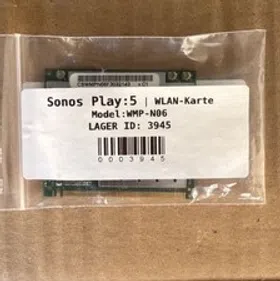 Sonos Play:5 | WLAN-Karte
Model:WMP-N06
LAGER ID: 3945
0003945